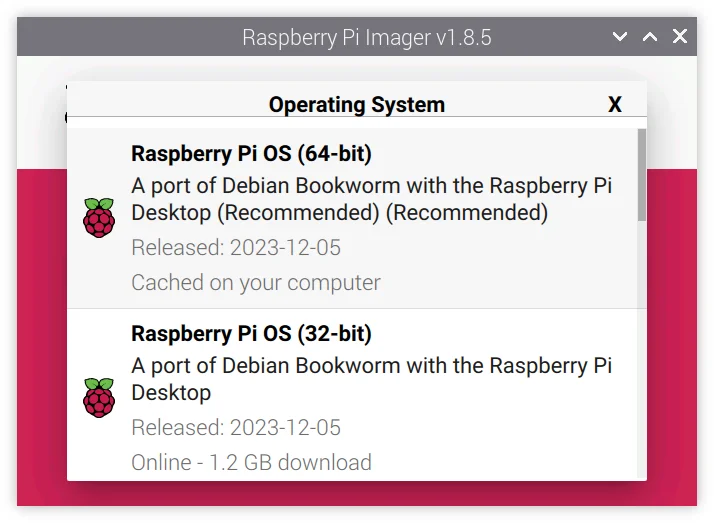 Raspberry Pi Imager v1.8.5
Operating System X
Raspberry Pi OS (64-bit)
A port of Debian Bookworm with the Raspberry Pi
Desktop (Recommended) (Recommended)
Released: 2023-12-05
Cached on your computer
Raspberry Pi OS (32-bit)
A port of Debian Bookworm with the Raspberry Pi
Desktop
Released: 2023-12-05
Online - 1.2 GB download